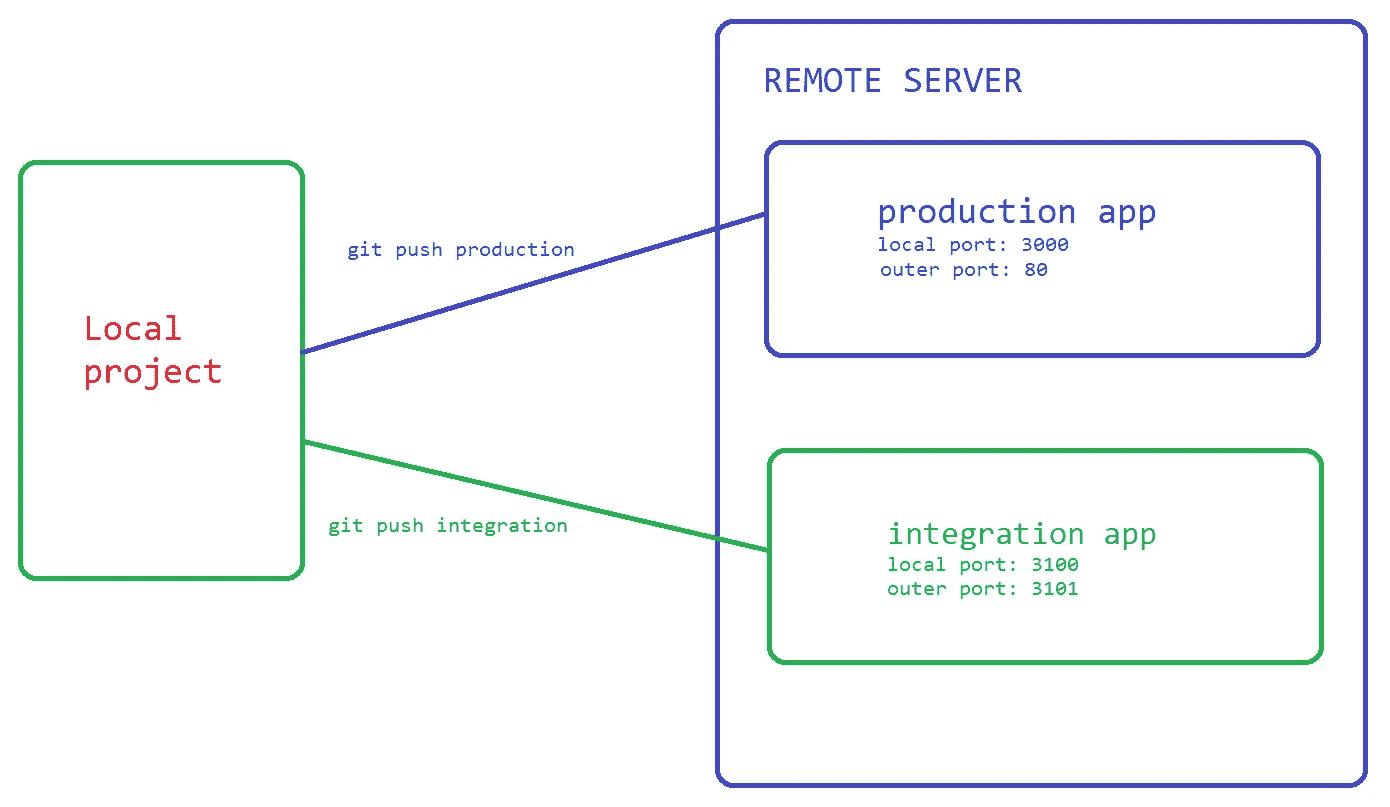 REMOTE SERVER
production app
local port: 3000
outer port: 80
git push production
Local
project
git push integration
integration app
local port: 3100
outer port: 3101